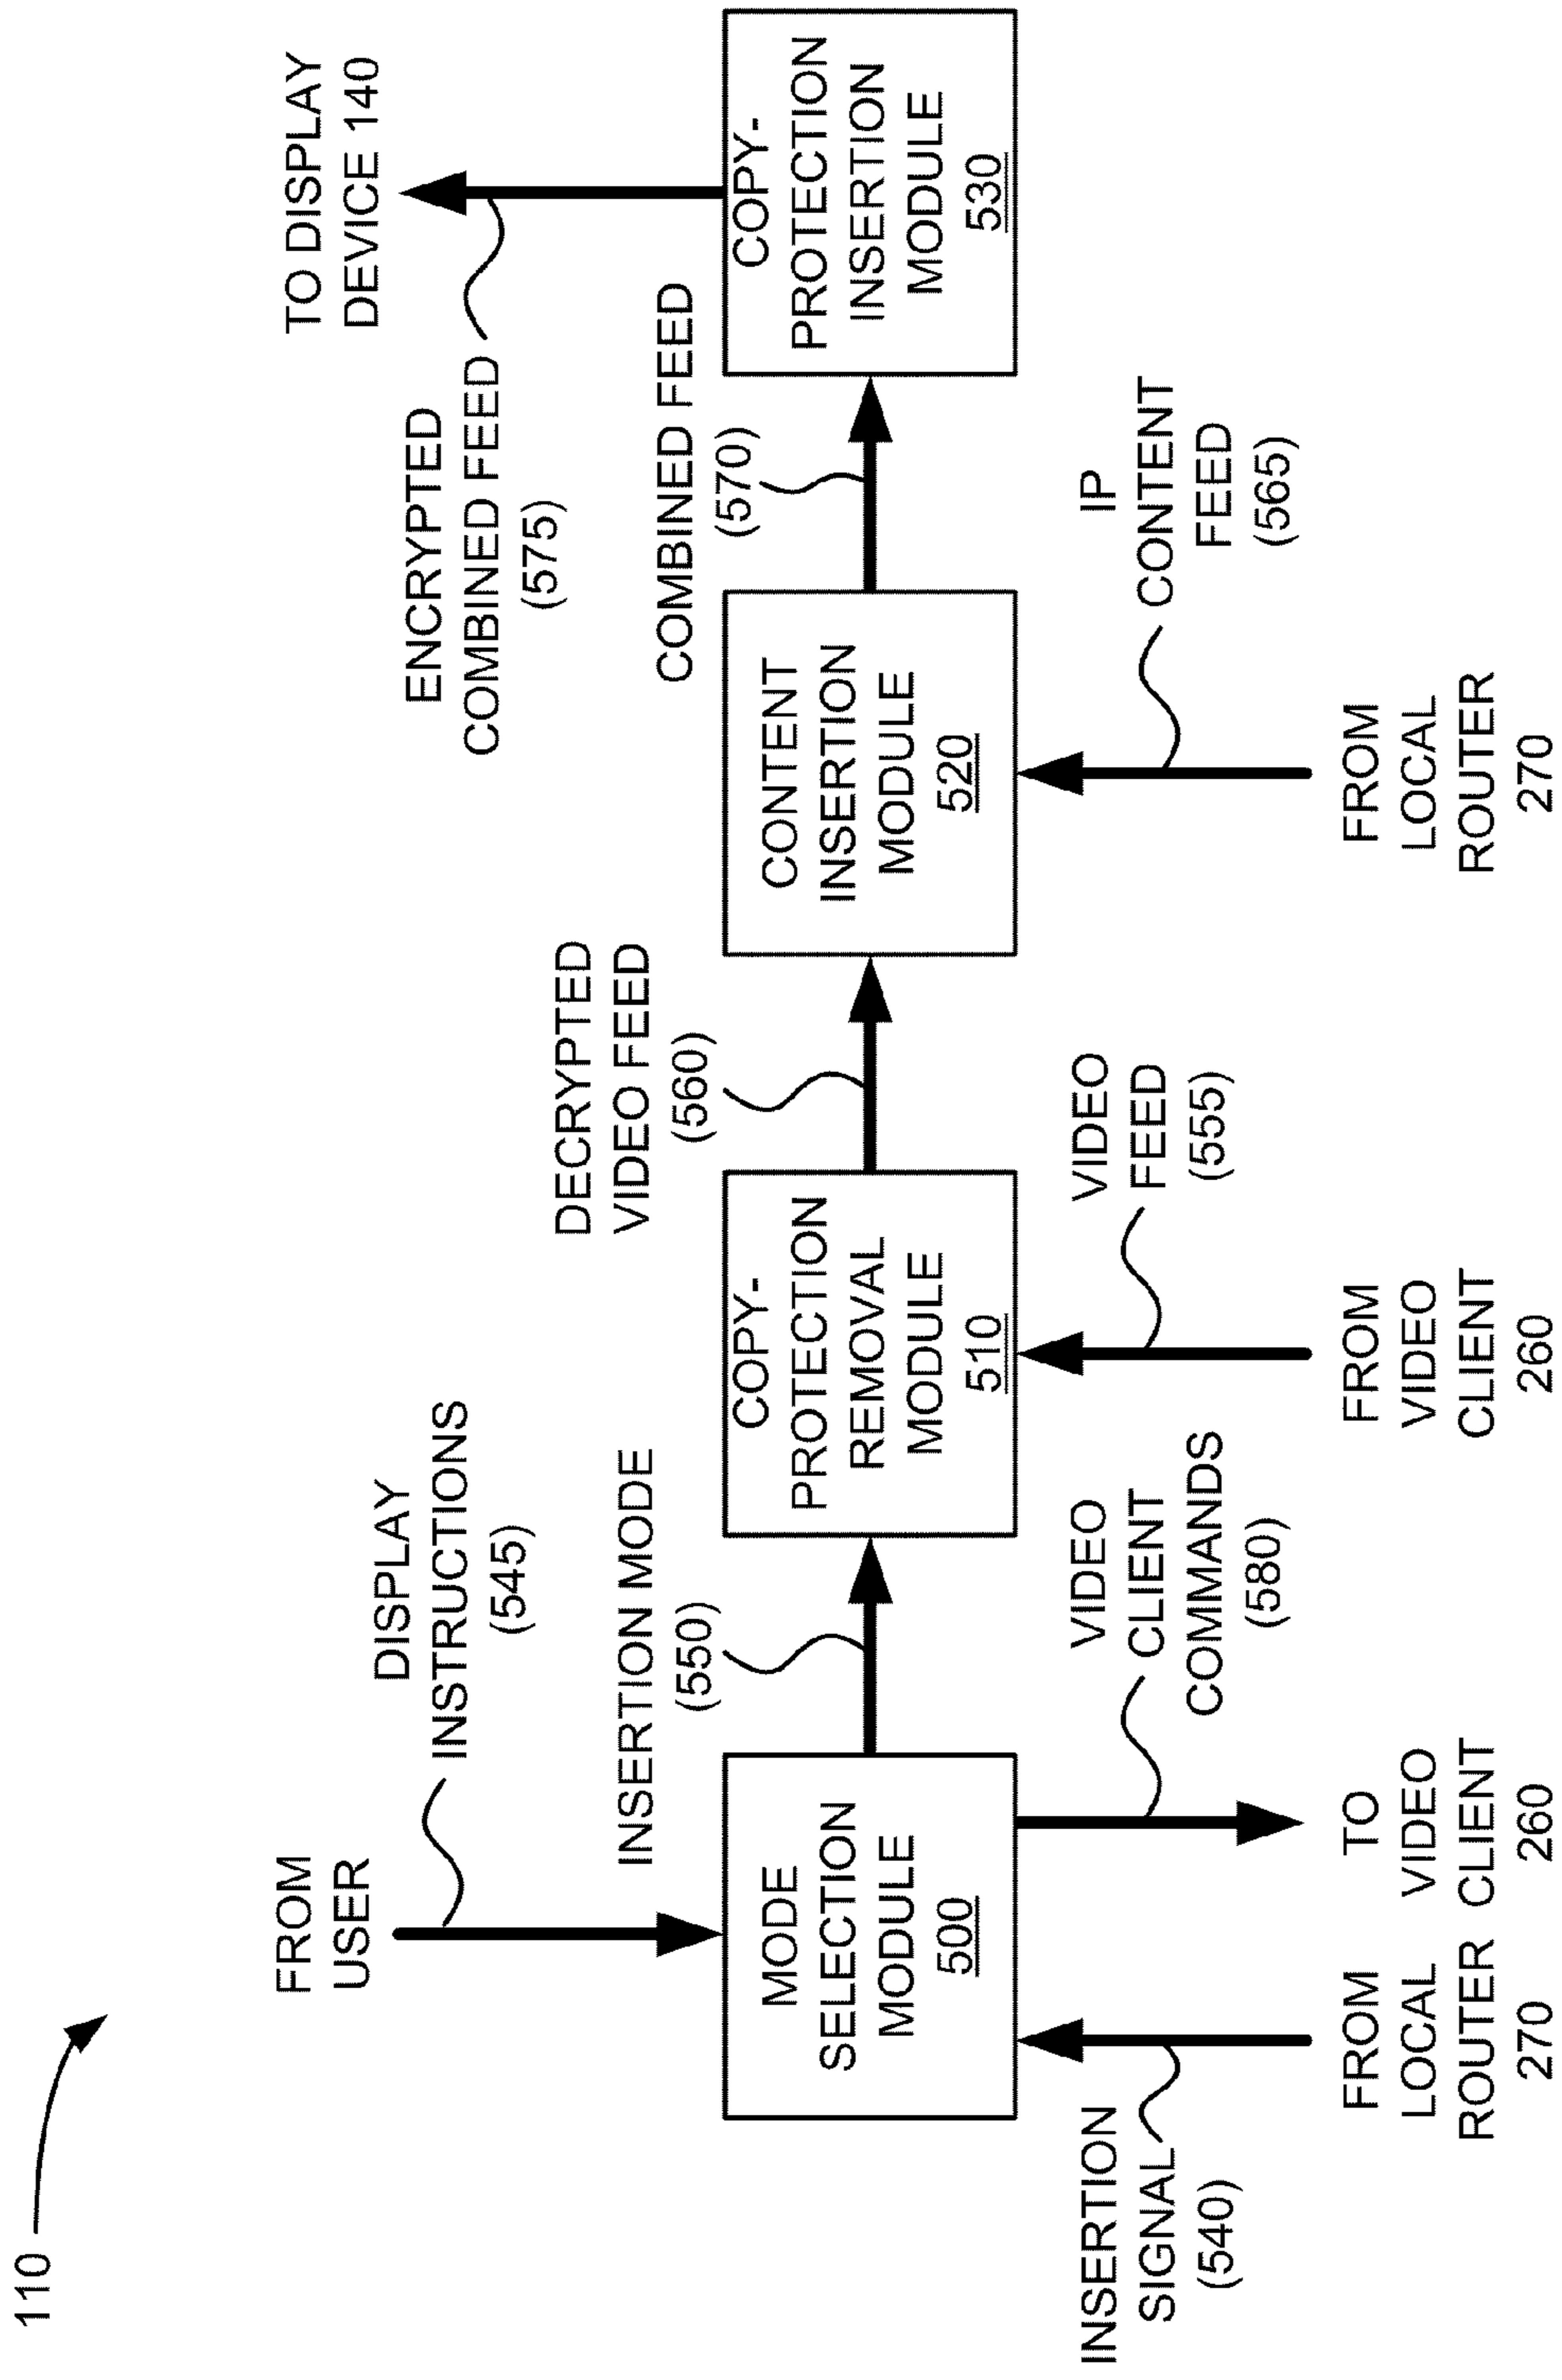 110
FROM
USER
DISPLAY
INSTRUCTIONS
(545)
INSERTION MODE
(550)
DECRYPTED
VIDEO FEED
(560)
ENCRYPTED
COMBINED FEED
(575)
TO DISPLAY
DEVICE 140
COMBINED FEED
(570)
MODE
SELECTION
MODULE
500
COPY-
PROTECTION
REMOVAL
MODULE
510
CONTENT
INSERTION
MODULE
520
COPY-
PROTECTION
INSERTION
MODULE
530
INSERTION
SIGNAL
(540)
VIDEO
CLIENT
COMMANDS
(580)
VIDEO
FEED
(555)
IP
CONTENT
FEED
(565)
FROM
LOCAL
ROUTER
270
TO
VIDEO
CLIENT
260
FROM
VIDEO
CLIENT
260
FROM
LOCAL
ROUTER
270